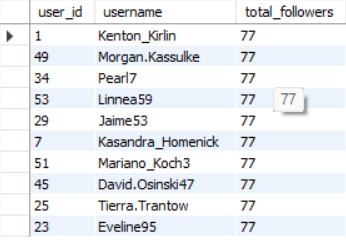 user_id username total_followers
1 Kenton_Kirlin 77
49 Morgan.Kassulke 77
34 Pearl7 77
53 Linnea59 77 77
29 Jaime53 77
7 Kasandra_Homenick 77
51 Mariano_Koch3 77
45 David.Osinski47 77
25 Tierra.Trantow 77
23 Eveline95 77